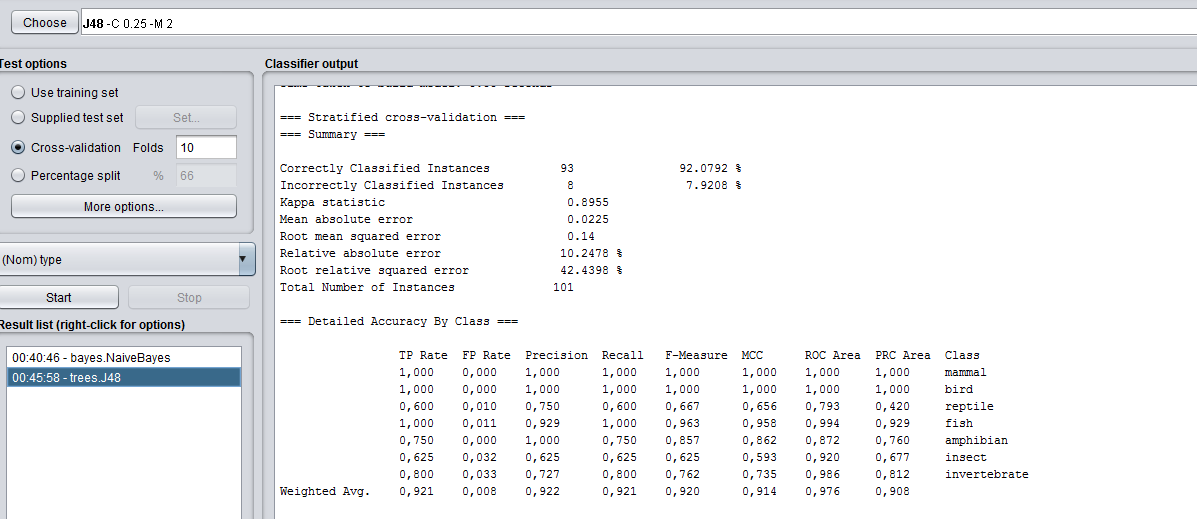 Choose J48 -C 0.25 -M 2
Test options
Use training set
Supplied test set Set...
Cross-validation Folds 10
Percentage split % 66
More options...
(Nom) type
Start Stop
Result list (right-click for options)
00:40:46 - bayes.NaiveBayes
00:45:58 - trees.J48
Classifier output
=== Stratified cross-validation ===
=== Summary ===
Correctly Classified Instances 93 92.0792 %
Incorrectly Classified Instances 8 7.9208 %
Kappa statistic 0.8955
Mean absolute error 0.0225
Root mean squared error 0.14
Relative absolute error 10.2478 %
Root relative squared error 42.4398 %
Total Number of Instances 101
=== Detailed Accuracy By Class ===
TP Rate FP Rate Precision Recall F-Measure MCC ROC Area PRC Area Class
1,000 0,000 1,000 1,000 1,000 1,000 1,000 1,000 mammal
1,000 0,000 1,000 1,000 1,000 1,000 1,000 1,000 bird
0,600 0,010 0,750 0,600 0,667 0,656 0,793 0,420 reptile
1,000 0,011 0,929 1,000 0,963 0,958 0,994 0,929 fish
0,750 0,000 1,000 0,750 0,857 0,862 0,872 0,760 amphibian
0,625 0,032 0,625 0,625 0,625 0,593 0,920 0,677 insect
0,800 0,033 0,727 0,800 0,762 0,735 0,986 0,812 invertebrate
Weighted Avg. 0,921 0,008 0,922 0,921 0,920 0,914 0,976 0,908